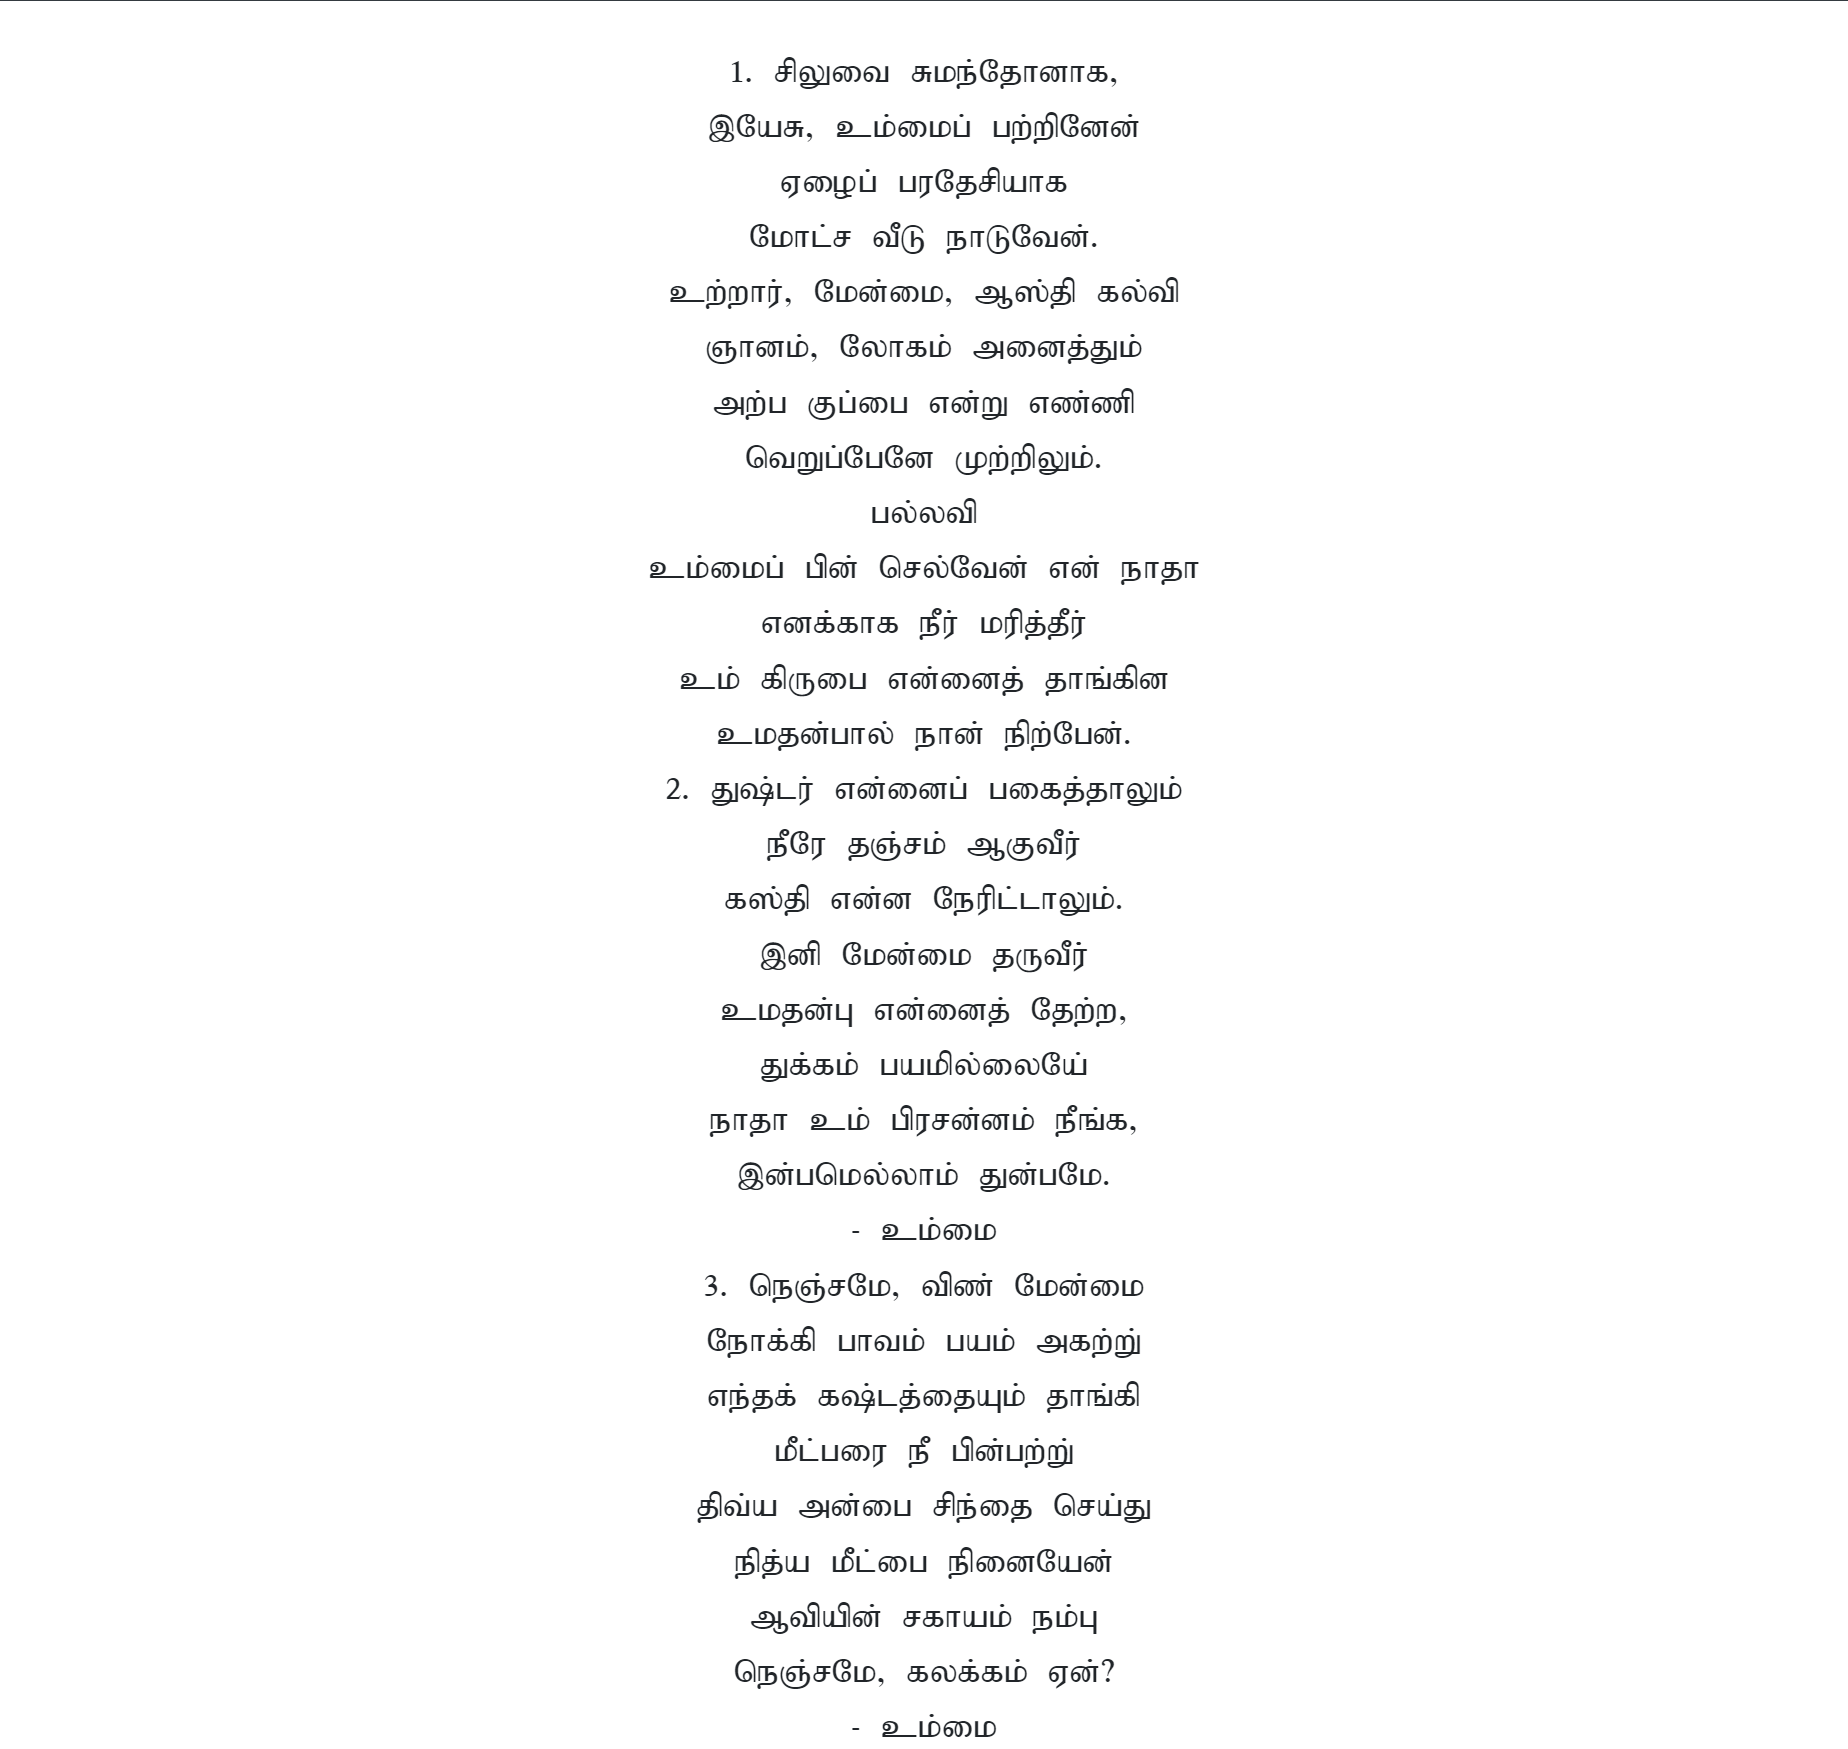 1. சிலுவை சுமந்தோனாக,
இயேசு, உம்மைப் பற்றினேன்
ஏழைப் பரதேசியாக
மோட்ச வீடு நாடுவேன்.
உற்றார், மேன்மை, ஆஸ்தி கல்வி
ஞானம், லோகம் அனைத்தும்
அற்ப குப்பை என்று எண்ணி
வெறுப்பேனே முற்றிலும்.
பல்லவி
உம்மைப் பின் செல்வேன் என் நாதா
எனக்காக நீர் மரித்தீர்
உம் கிருபை என்னைத் தாங்கின
உமதன்பால் நான் நிற்பேன்.
2. துஷ்டர் என்னைப் பகைத்தாலும்
நீரே தஞ்சம் ஆகுவீர்
கஸ்தி என்ன நேரிட்டாலும்.
இனி மேன்மை தருவீர்
உமதன்பு என்னைத் தேற்ற,
துக்கம் பயமில்லையே்
நாதா உம் பிரசன்னம் நீங்க,
இன்பமெல்லாம் துன்பமே.
- உம்மை
3. நெஞ்சமே, விண் மேன்மை
நோக்கி பாவம் பயம் அகற்று்
எந்தக் கஷ்டத்தையும் தாங்கி
மீட்பரை நீ பின்பற்று்
திவ்ய அன்பை சிந்தை செய்து
நித்ய மீட்பை நினையேன்
ஆவியின் சகாயம் நம்பு
நெஞ்சமே, கலக்கம் ஏன்?
- உம்மை